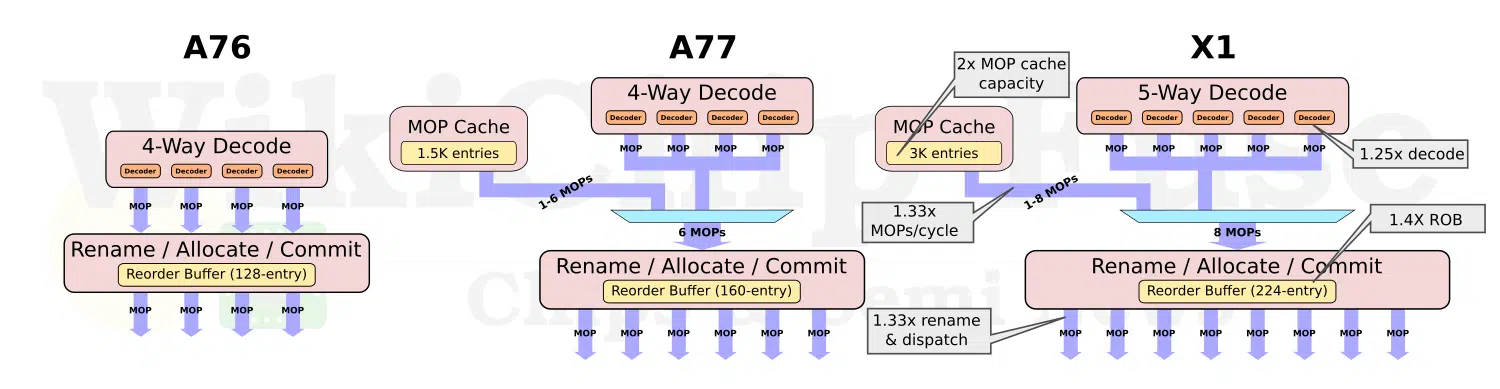 A76
4-Way Decode
Decoder Decoder Decoder Decoder
MOP MOP MOP MOP
Rename / Allocate / Commit
Reorder Buffer (128-entry)
MOP MOP MOP MOP
A77
MOP Cache
1.5K entries
4-Way Decode
Decoder Decoder Decoder Decoder
MOP MOP MOP MOP
1-6 MOPs
6 MOPs
Rename / Allocate / Commit
Reorder Buffer (160-entry)
MOP MOP MOP MOP MOP MOP
X1
2x MOP cache
capacity
MOP Cache
3K entries
5-Way Decode
Decoder Decoder Decoder Decoder Decoder
MOP MOP MOP MOP MOP
1.25x decode
1-8 MOPs
1.33x
MOPs/cycle
8 MOPs
1.4X ROB
Rename / Allocate / Commit
Reorder Buffer (224-entry)
1.33x rename
& dispatch
MOP MOP MOP MOP MOP MOP MOP MOP
WikiChip Fuse